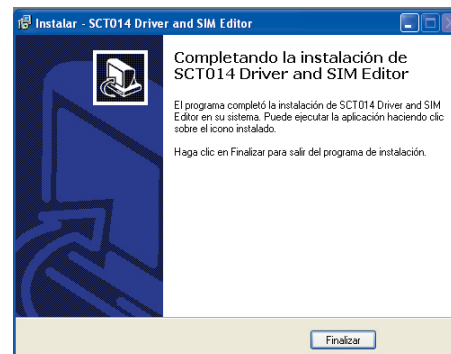 Instalar - SCT014 Driver and SIM Editor
Completando la instalación de
SCT014 Driver and SIM Editor
El programa completó la instalación de SCT014 Driver and SIM
Editor en su sistema. Puede ejecutar la aplicación haciendo clic
sobre el icono instalado.
Haga clic en Finalizar para salir del programa de instalación.
Finalizar